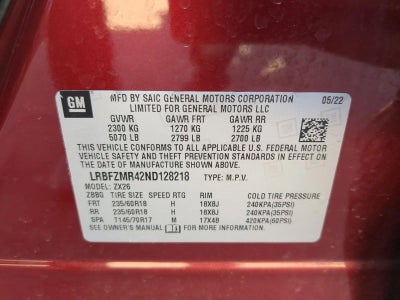 GM
MFD BY SAIC GENERAL MOTORS CORPORATION 05/22
LIMITED FOR GENERAL MOTORS LLC
GVWR GAWR FRT GAWR RR
2300 KG 1270 KG 1225 KG
5070 LB 2799 LB 2700 LB
THIS VEHICLE CONFORMS TO ALL APPLICABLE U.S. FEDERAL MOTOR
VEHICLE SAFETY, BUMPER, AND THEFT PREVENTION STANDARDS IN EFFECT ON
THE DATE OF MANUFACTURE SHOWN ABOVE.
LRBFZMR42ND128218 TYPE: M.P.V.
MODEL: ZX26
ZBBG TIRE SIZE SPEED RTG RIM COLD TIRE PRESSURE
FRT 235/60R18 H 18X8J 240KPA(35PSI)
RR 235/60R18 H 18X8J 240KPA(35PSI)
SPA T145/70R17 M 17X4B 420KPA(60PSI)
SEE OWNER'S MANUAL FOR MORE INFORMATION